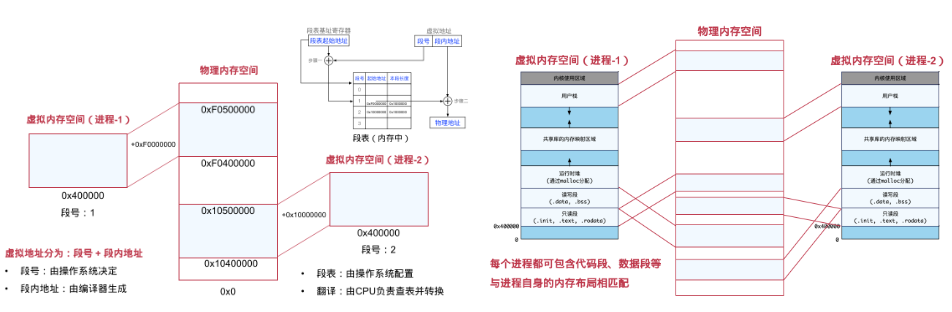 物理内存空间
0xF0500000
0xF0400000
0x10500000
0x10400000
0x0
虚拟内存空间（进程-1）
+0xF0000000
0x400000
段号：1
虚拟内存空间（进程-2）
+0x10000000
0x400000
段号：2
段表基址寄存器
段表起始地址
虚拟地址
段号 段内地址
步骤一
段号 起始地址 本段长度
0
1
2
3
步骤二
物理地址
段表（内存中）
虚拟地址分为：段号 + 段内地址
• 段号：由操作系统决定
• 段内地址：由编译器生成
• 段表：由操作系统配置
• 翻译：由CPU负责查表并转换
物理内存空间
虚拟内存空间（进程-1）
内核使用区域
用户栈
共享库的内存映射区域
运行时堆
（通过malloc分配）
读写段
(.data, .bss)
只读段
(.init, .text, .rodata)
0x400000
0
虚拟内存空间（进程-2）
内核使用区域
用户栈
共享库的内存映射区域
运行时堆
（通过malloc分配）
读写段
(.data, .bss)
只读段
(.init, .text, .rodata)
0x400000
0
每个进程都可包含代码段、数据段等
与进程自身的内存布局相匹配